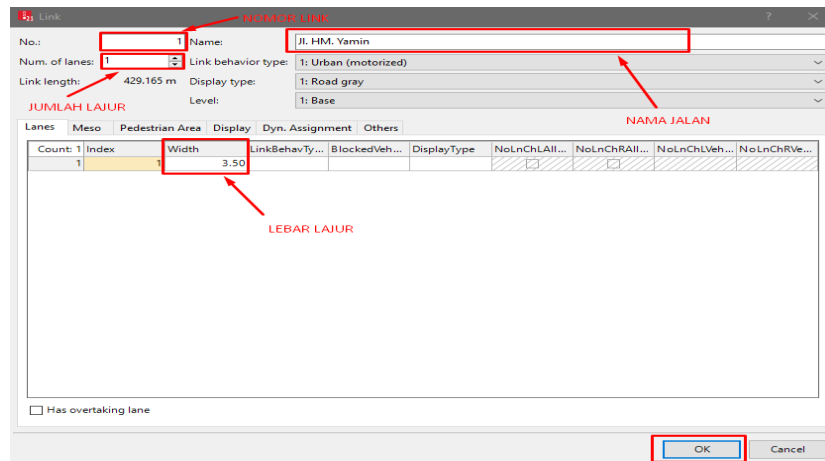 Link
NOMOR LINK
No.: 1 Name: Jl. HM. Yamin
Num. of lanes: 1 Link behavior type: 1: Urban (motorized)
Link length: 429.165 m Display type: 1: Road gray
Level: 1: Base
JUMLAH LAJUR
NAMA JALAN
Lanes Meso Pedestrian Area Display Dyn. Assignment Others
Count: 1 Index Width LinkBehavTy... BlockedVeh... DisplayType NoLnChLAll... NoLnChRAll... NoLnChLVeh... NoLnChRVe...
1 1 3.50
LEBAR LAJUR
Has overtaking lane
OK Cancel